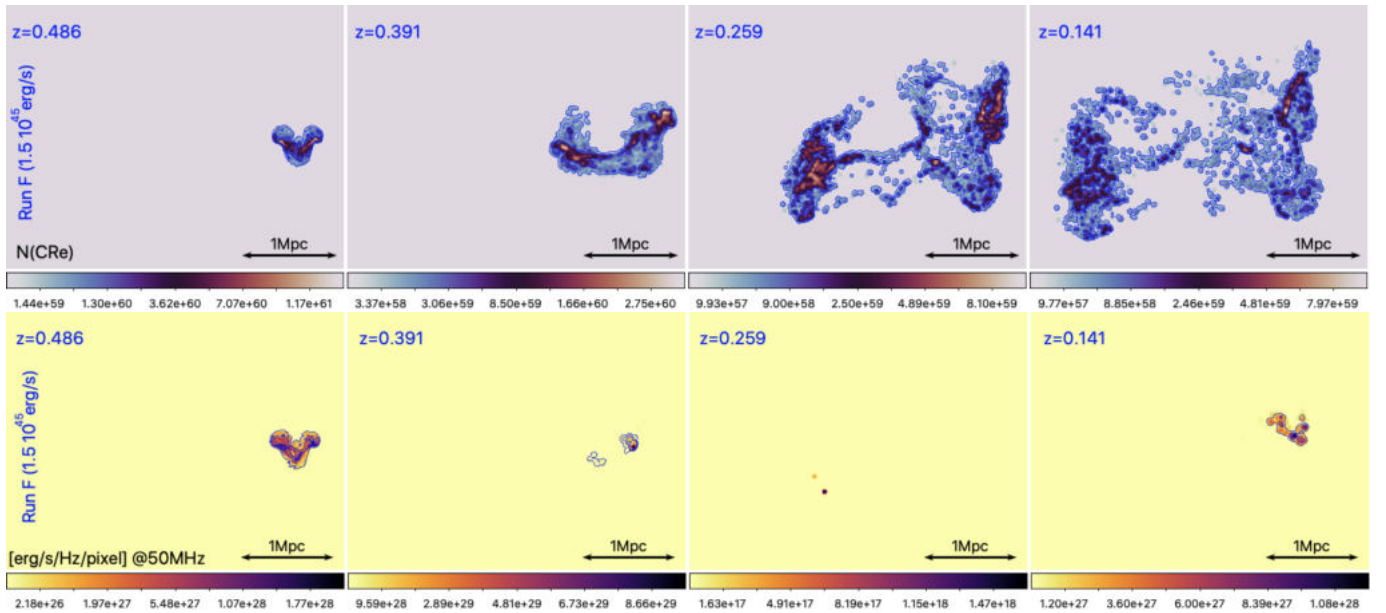 z=0.486
z=0.391
z=0.259
z=0.141
Run F (1.5 10^45 erg/s)
N(CRe)
1Mpc
1Mpc
1Mpc
1Mpc
1.44e+59 1.30e+60 3.62e+60 7.07e+60 1.17e+61
3.37e+58 3.06e+59 8.50e+59 1.66e+60 2.75e+60
9.93e+57 9.00e+58 2.50e+59 4.89e+59 8.10e+59
9.77e+57 8.85e+58 2.46e+59 4.81e+59 7.97e+59
z=0.486
z=0.391
z=0.259
z=0.141
Run F (1.5 10^45 erg/s)
[erg/s/Hz/pixel] @50MHz
1Mpc
1Mpc
1Mpc
1Mpc
2.18e+26 1.97e+27 5.48e+27 1.07e+28 1.77e+28
9.59e+28 2.89e+29 4.81e+29 6.73e+29 8.66e+29
1.63e+17 4.91e+17 8.19e+17 1.15e+18 1.47e+18
1.20e+27 3.60e+27 6.00e+27 8.39e+27 1.08e+28